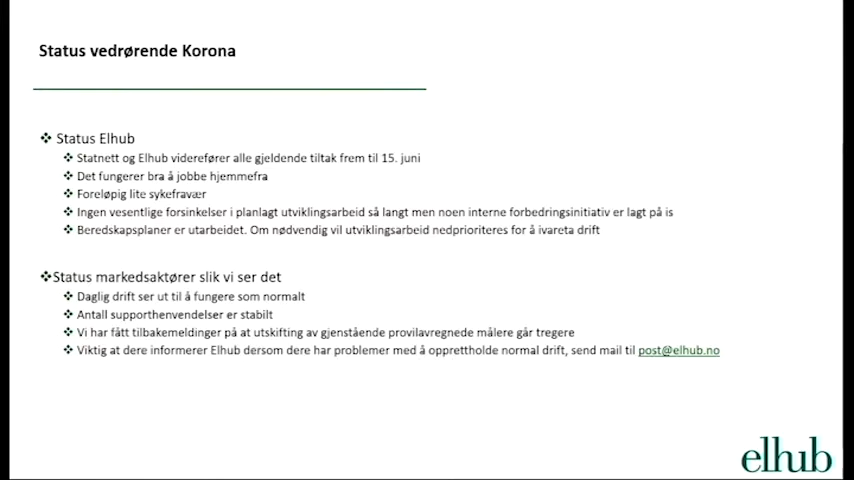 Status vedrørende Korona
❖ Status Elhub
❖ Statnett og Elhub viderefører alle gjeldende tiltak frem til 15. juni
❖ Det fungerer bra å jobbe hjemmefra
❖ Foreløpig lite sykefravær
❖ Ingen vesentlige forsinkelser i planlagt utviklingsarbeid så langt men noen interne forbedringsinitiativ er lagt på is
❖ Beredskapsplaner er utarbeidet. Om nødvendig vil utviklingsarbeid nedprioriteres for å ivareta drift
❖Status markedsaktører slik vi ser det
❖ Daglig drift ser ut til å fungere som normalt
❖ Antall supporthenvendelser er stabilt
❖ Vi har fått tilbakemeldinger på at utskifting av gjenstående provilavregnede målere går tregere
❖ Viktig at dere informerer Elhub dersom dere har problemer med å opprettholde normal drift, send mail til post@elhub.no
elhub